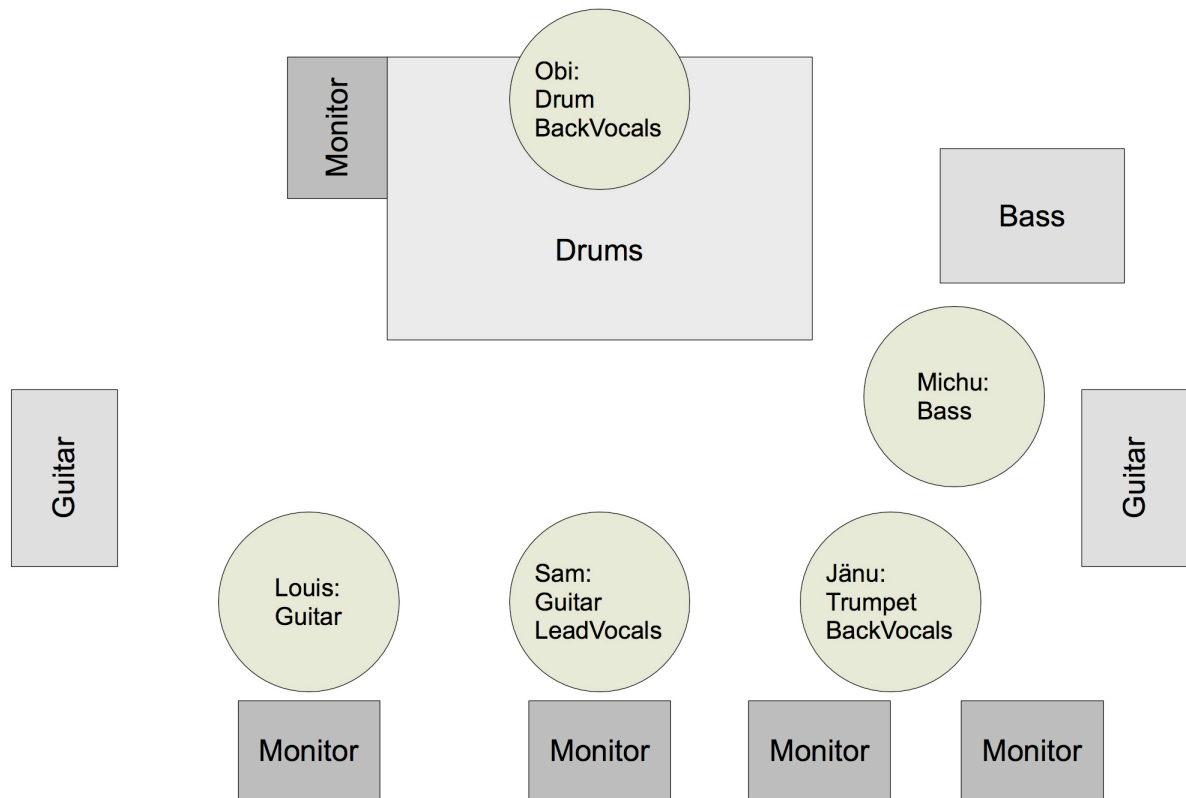 Obi:
Drum
BackVocals
Monitor
Drums
Bass
Michu:
Bass
Guitar
Guitar
Louis:
Guitar
Sam:
Guitar
LeadVocals
Jänu:
Trumpet
BackVocals
Monitor
Monitor
Monitor
Monitor